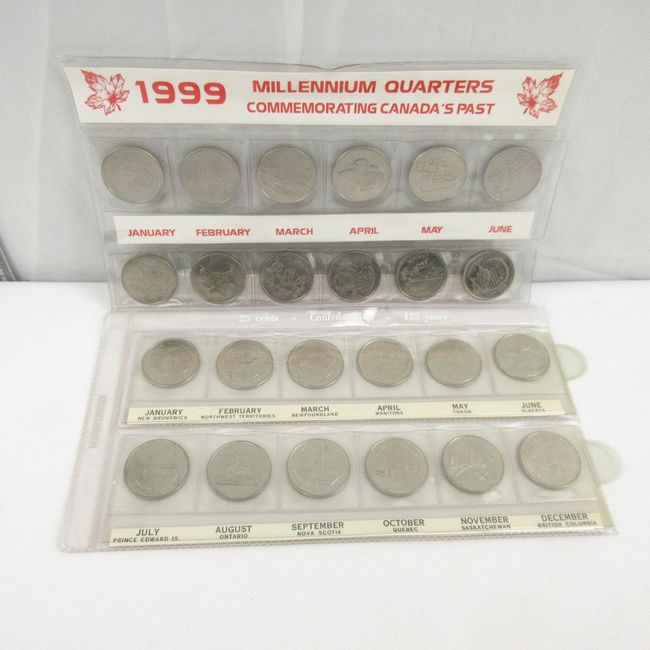 1999 MILLENNIUM QUARTERS
COMMEMORATING CANADA'S PAST
JANUARY FEBRUARY MARCH APRIL MAY JUNE
25 cents - Confed - 125 years
JANUARY FEBRUARY MARCH APRIL MAY JUNE
NEW BRUNSWICK NORTHWEST TERRITORIES NEWFOUNDLAND MANITOBA YUKON ALBERTA
JULY AUGUST SEPTEMBER OCTOBER NOVEMBER DECEMBER
PRINCE EDWARD IS. ONTARIO NOVA SCOTIA QUEBEC SASKATCHEWAN BRITISH COLUMBIA